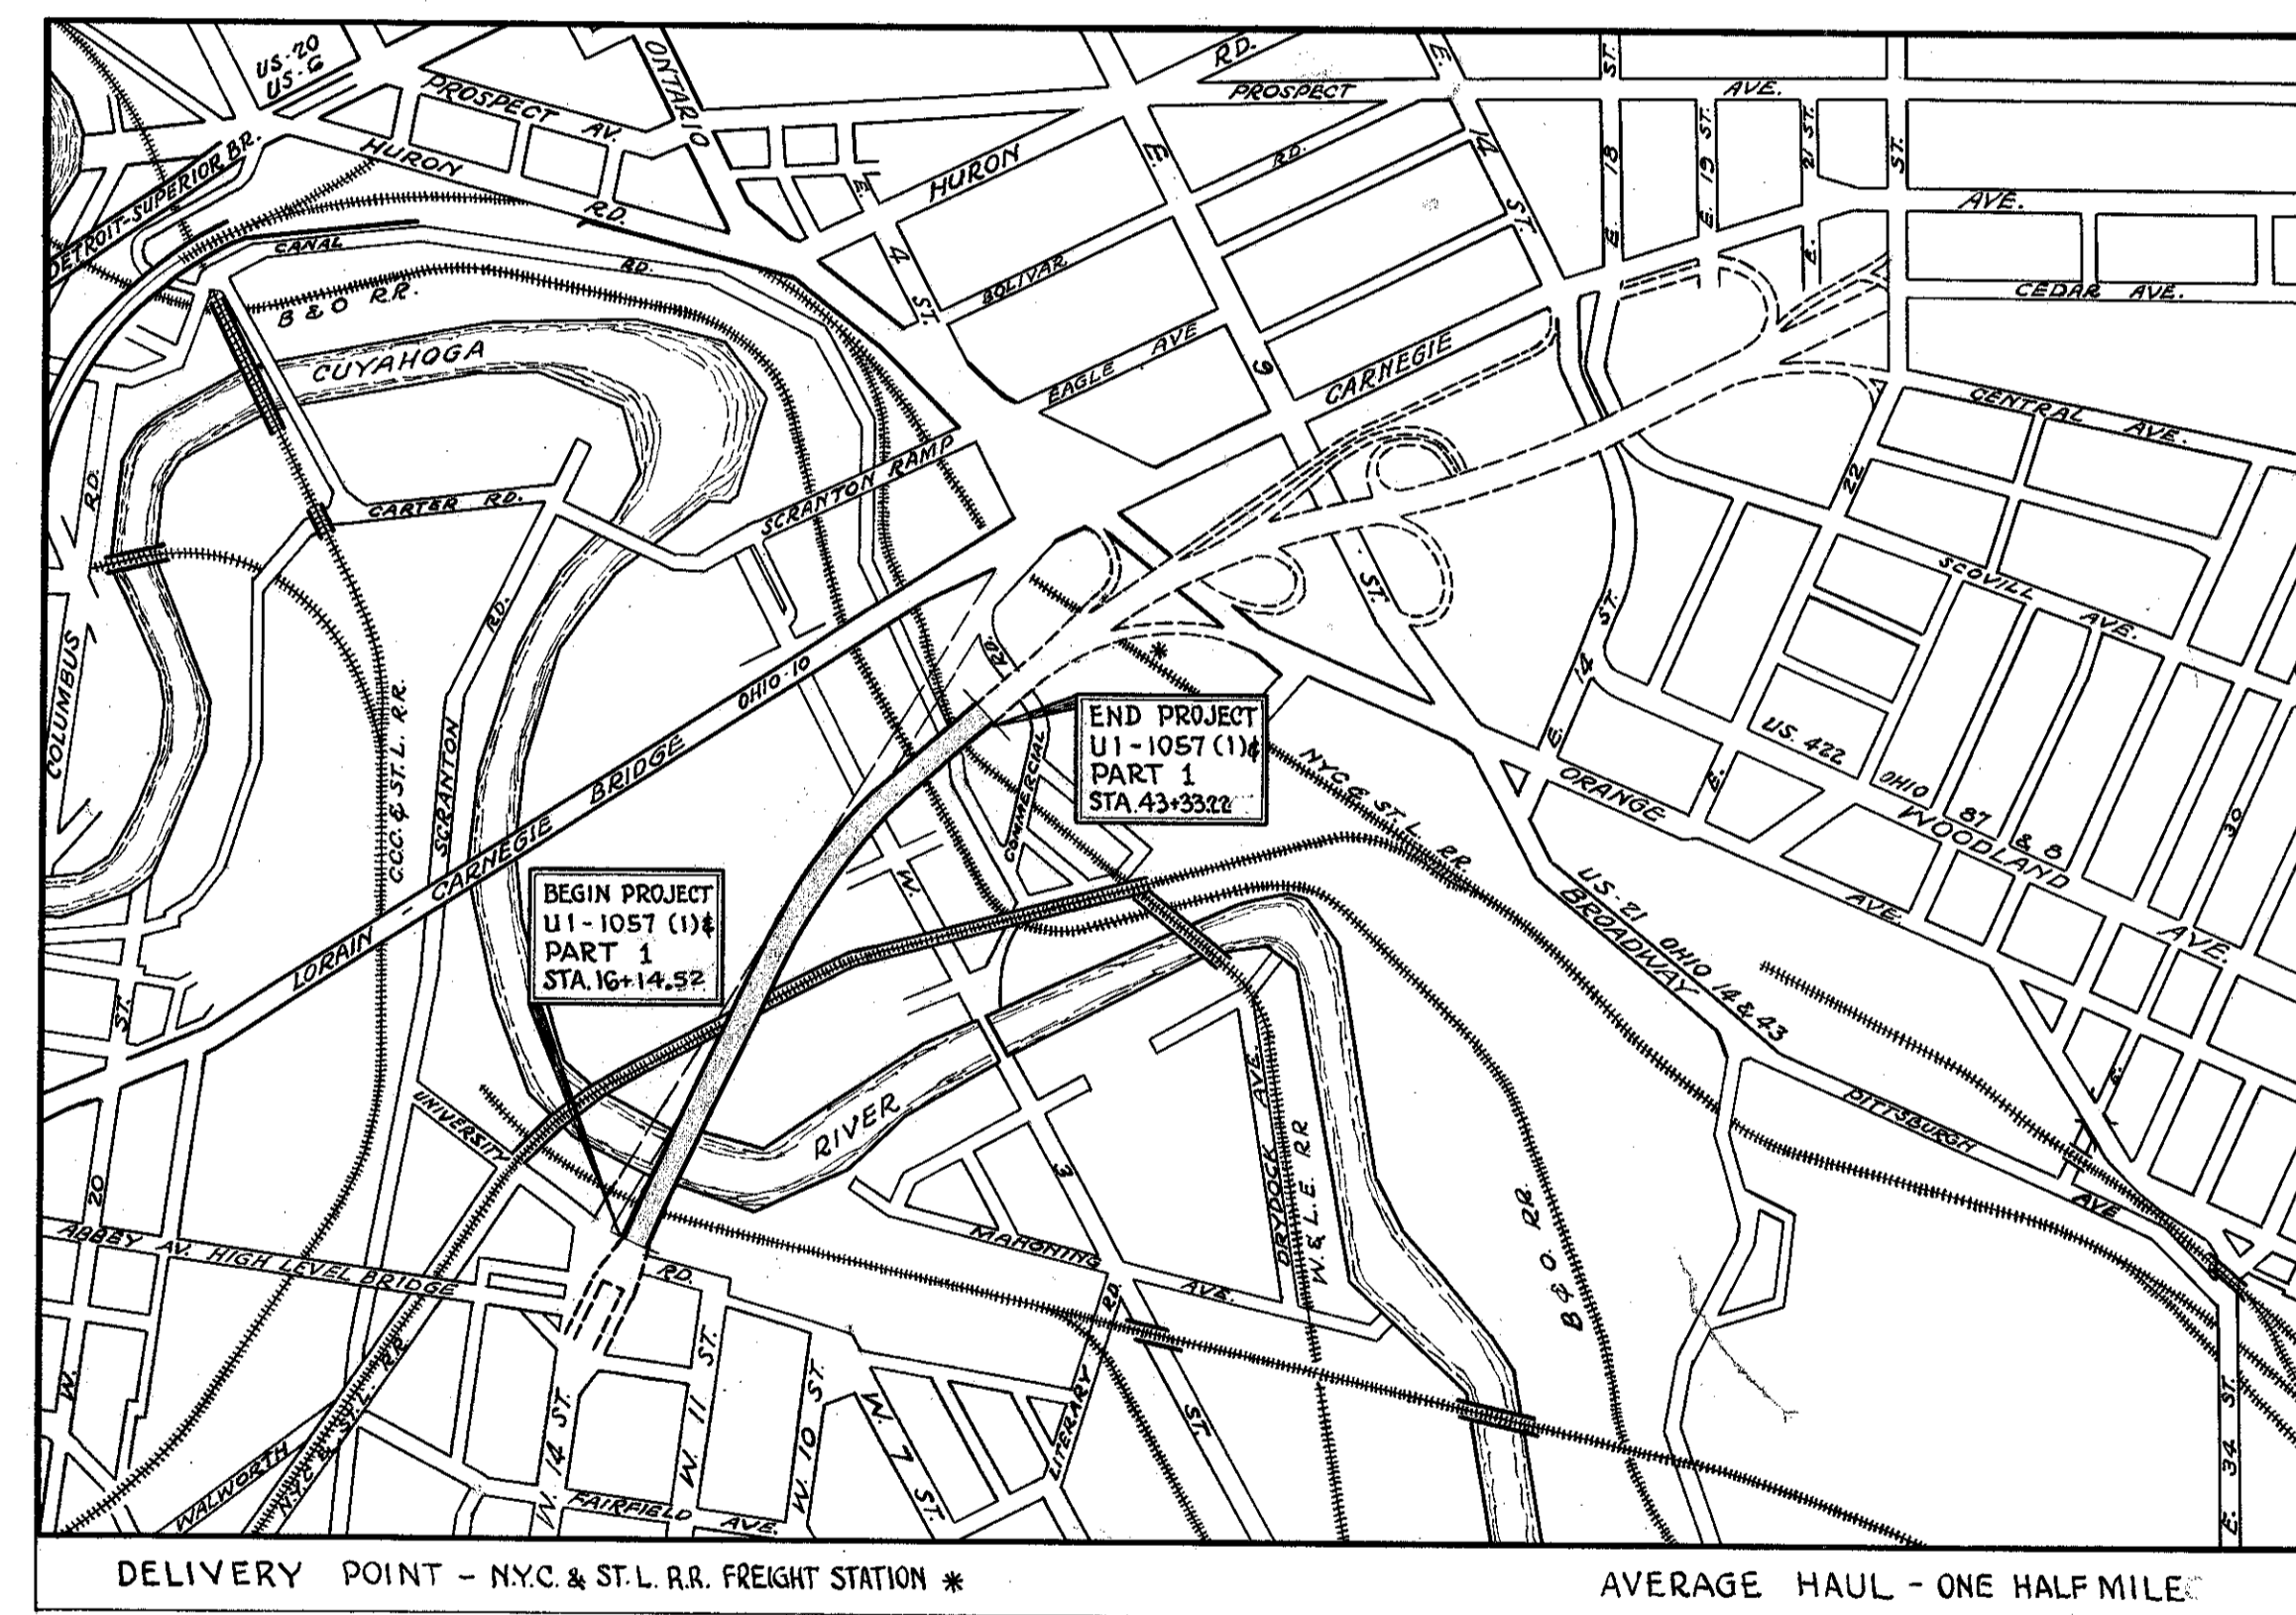 US-20
US-6
ONTARIO
PROSPECT AV.
DETROIT-SUPERIOR BR.
HURON RD.
RD.
PROSPECT AVE.
E.
ST.
E. 18
E. 19 ST.
21 ST.
E.
ST.
AVE.
HURON
RD.
E.
12
ST.
E.
4
ST.
E.
9
ST.
CANAL RD.
B & O R.R.
CUYAHOGA
BOLIVAR
EAGLE AVE
CARNEGIE
CEDAR AVE.
CENTRAL AVE.
22
RD.
CARTER RD.
SCRANTON RAMP
SCOVILL AVE.
COLUMBUS
RD.
C.C.C. & ST. L. R.R.
SCRANTON
LORAIN - CARNEGIE BRIDGE OHIO-10
RD.
COMMERCIAL
*
END PROJECT
U I - 1057 (1)&
PART 1
STA. 43+33.22
NYC & ST. L. RR.
E. 14 ST.
US. 422
OHIO 87 & 8
WOODLAND AVE.
ORANGE AVE.
E.
30
BEGIN PROJECT
U I - 1057 (1)&
PART 1
STA. 16+14.52
W.
3
ST.
US-21 OHIO 14 & 43
BROADWAY
PITTSBURGH AVE
E.
ST.
20
W.
UNIVERSITY
RD.
RIVER
DRYDOCK AVE.
W. & L. E. RR
B & O. RR.
ABBEY AV. HIGH LEVEL BRIDGE
MAHONING AVE.
LITERARY RD.
WALWORTH
N.Y.C & ST. L. RR.
W. 14 ST.
W. 11 ST.
W. 10 ST.
W. 7 ST.
FAIRFIELD AVE.
E. 34 ST.
DELIVERY POINT - N.Y.C. & ST. L. R.R. FREIGHT STATION *
AVERAGE HAUL - ONE HALF MILE